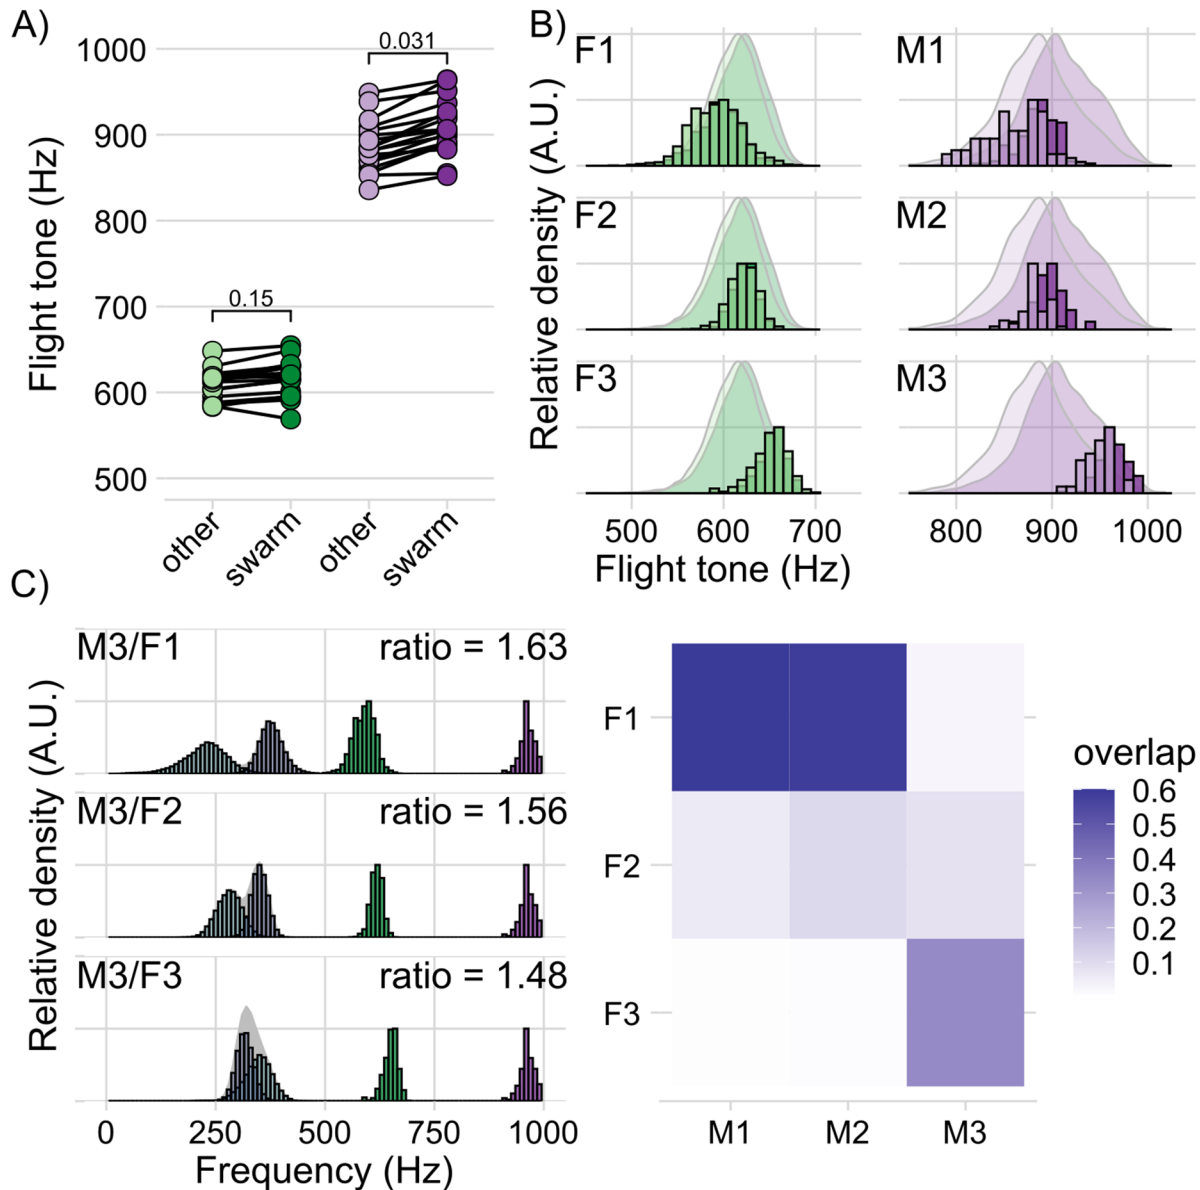 A)
Flight tone (Hz)
1000
900
800
700
600
500
0.031
0.15
other
swarm
other
swarm
B)
Relative density (A.U.)
F1
M1
F2
M2
F3
M3
500
600
700
800
900
1000
Flight tone (Hz)
C)
Relative density (A.U.)
M3/F1
ratio = 1.63
M3/F2
ratio = 1.56
M3/F3
ratio = 1.48
0
250
500
750
1000
Frequency (Hz)
F1
F2
F3
M1
M2
M3
overlap
0.6
0.5
0.4
0.3
0.2
0.1